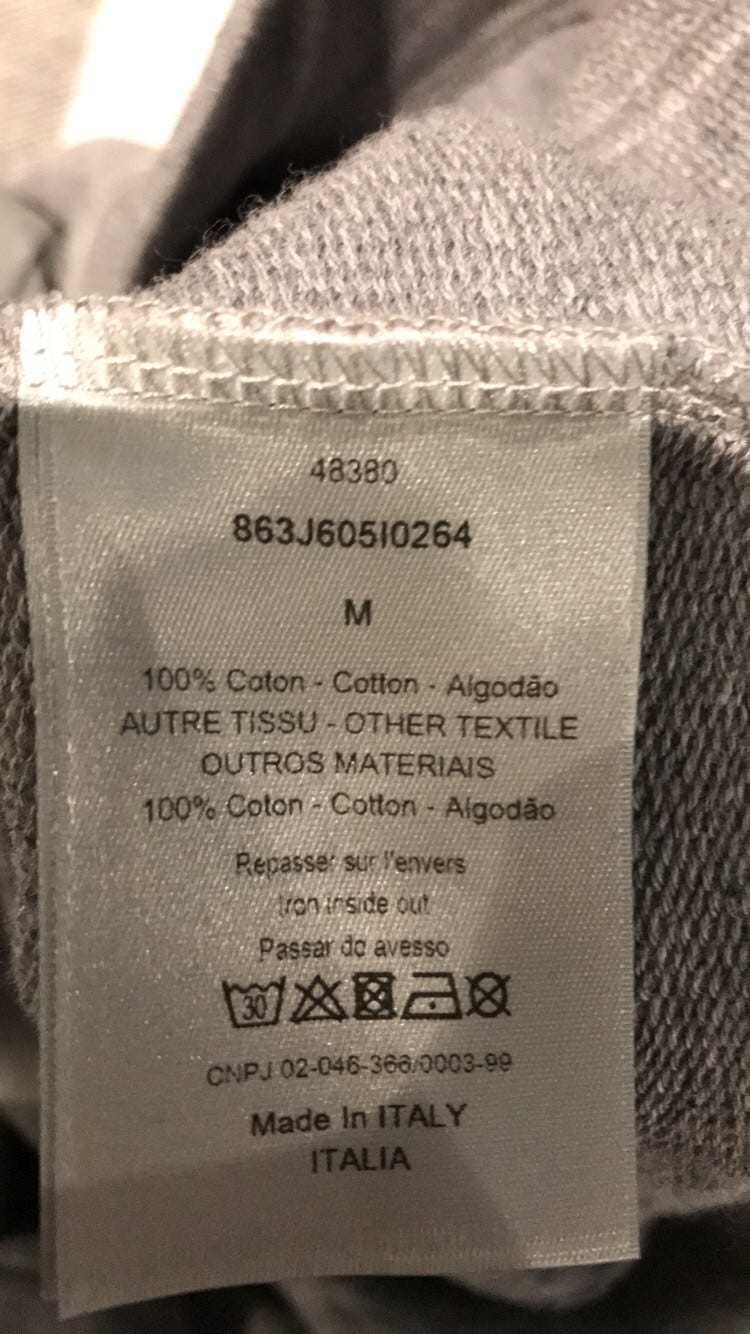 48380
863J605I0264
M
100% Coton - Cotton - Algodão
AUTRE TISSU - OTHER TEXTILE
OUTROS MATERIAIS
100% Coton - Cotton - Algodão
Repasser sur l'envers
Iron inside out
Passar do avesso
30
CNPJ 02-046-366/0003-99
Made In ITALY
ITALIA